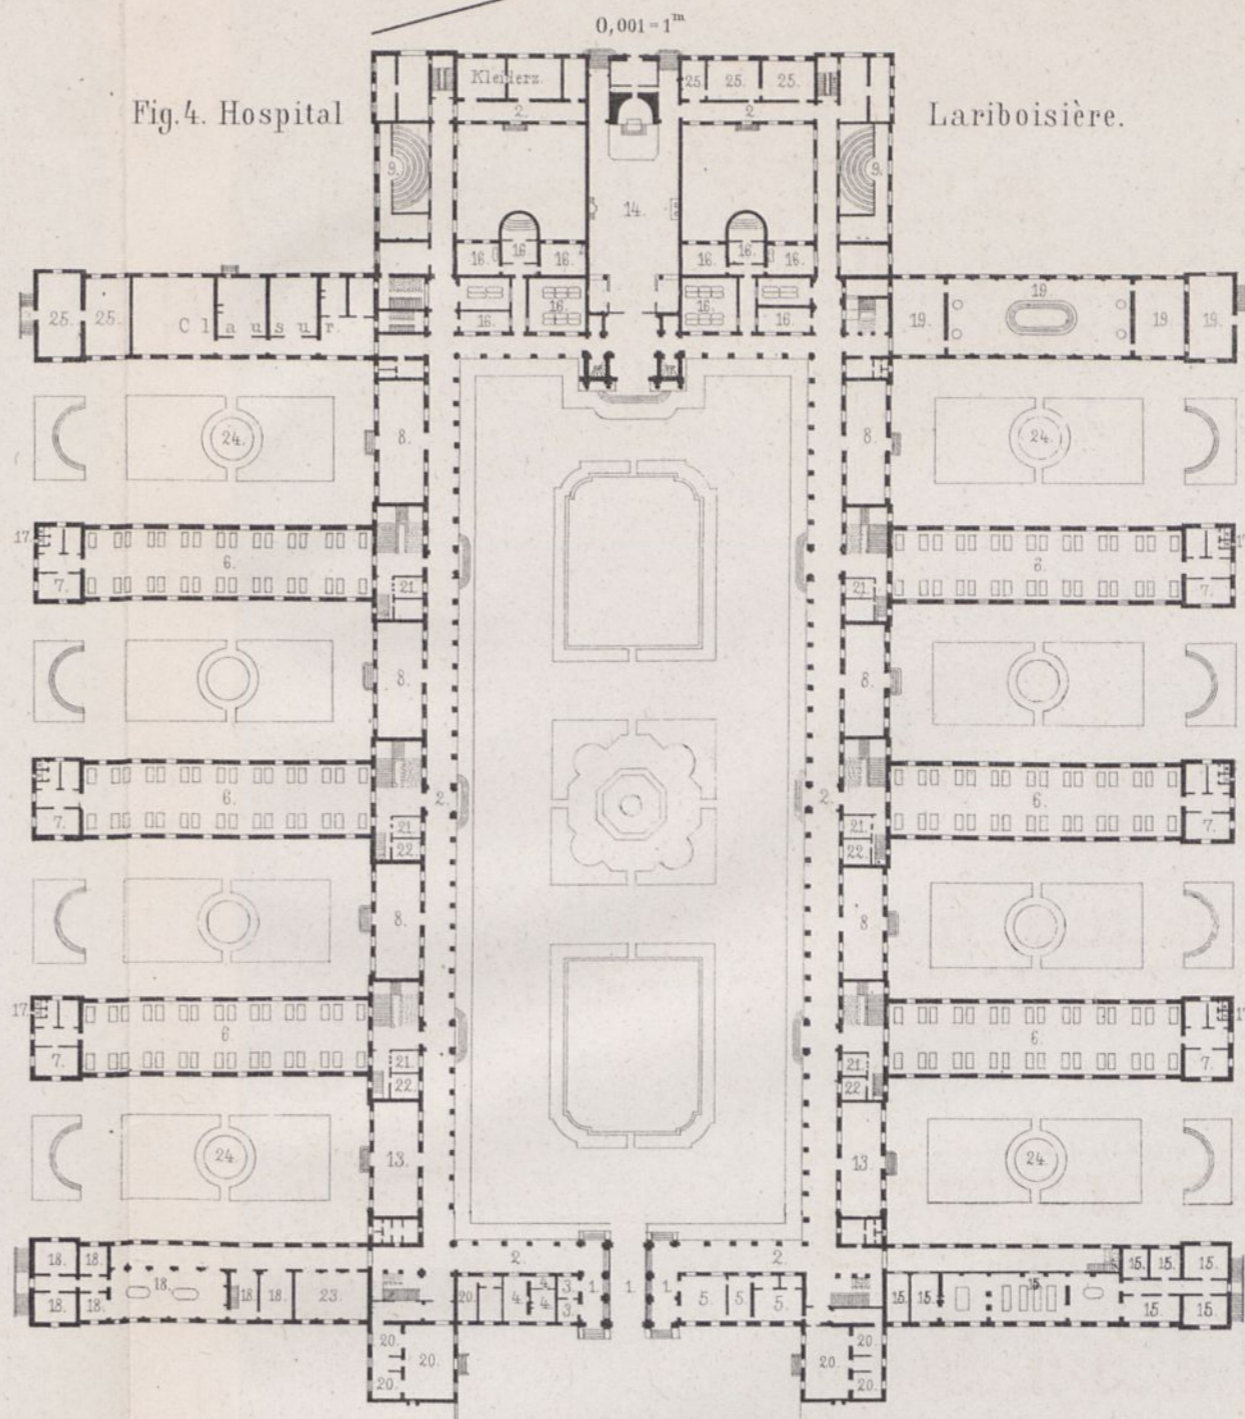 0,001 = 1ᵐ
Fig. 4. Hospital Lariboisière.
Kleiderz. 25. 25. 25.
2. 2
9. 9.
14.
16. 16. 16. 16. 16. 16.
25. 25. Clausur. 16. 16. 16. 16. 19. 19. 19. 19.
24. 8. 8. 24.
17. 6. 8. 17
7. 21. 21. 7.
8. 8.
6. 2. 2. 6.
7. 21. 21. 7.
22. 22.
8. 8
17. 6. 6. 17
7. 21. 21. 7.
22. 22
24. 13. 13. 24.
2. 2.
18. 18. 18. 18. 18. 23. 20. 4. 4. 3. 1. 1. 1. 5. 5. 5. 15. 15. 15. 15. 15. 15.
18. 18. 4. 3. 15. 15.
20. 20. 20. 20.
20. 20.